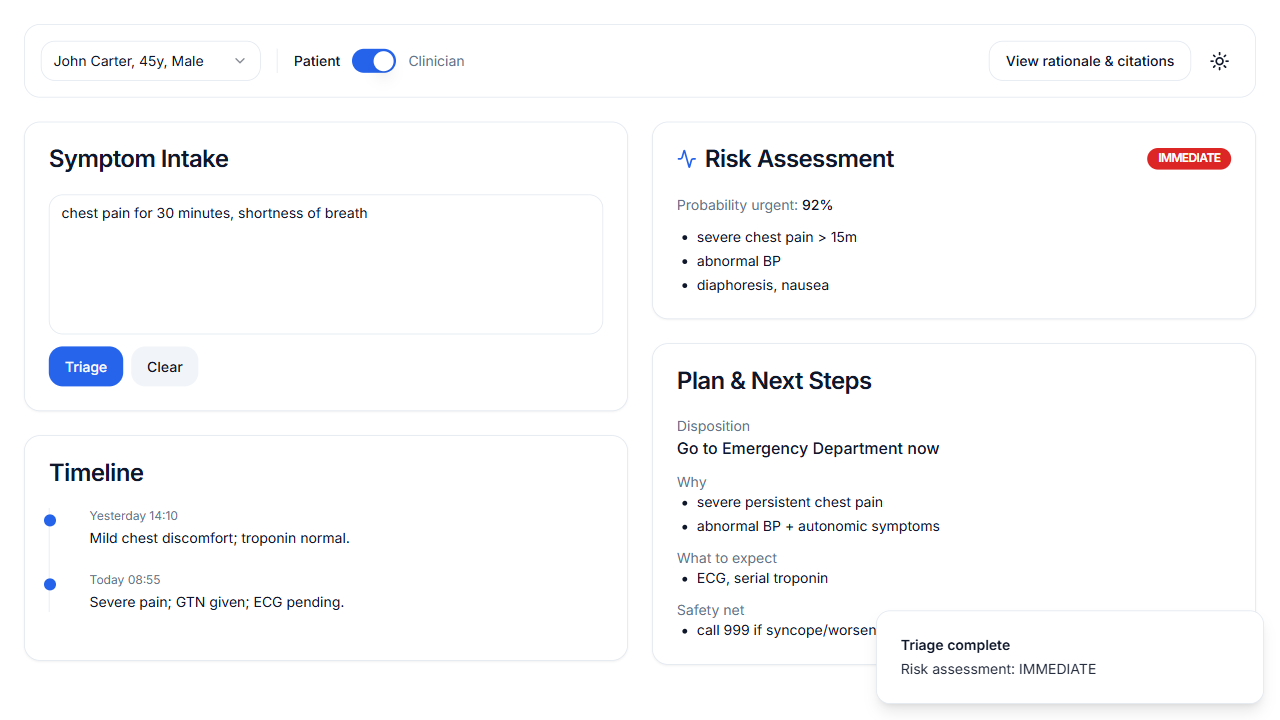 John Carter, 45y, Male
Patient
Clinician
View rationale & citations
Symptom Intake
chest pain for 30 minutes, shortness of breath
Triage
Clear
Timeline
Yesterday 14:10
Mild chest discomfort; troponin normal.
Today 08:55
Severe pain; GTN given; ECG pending.
Risk Assessment
IMMEDIATE
Probability urgent: 92%
• severe chest pain > 15m
• abnormal BP
• diaphoresis, nausea
Plan & Next Steps
Disposition
Go to Emergency Department now
Why
• severe persistent chest pain
• abnormal BP + autonomic symptoms
What to expect
• ECG, serial troponin
Safety net
• call 999 if syncope/worsen
Triage complete
Risk assessment: IMMEDIATE